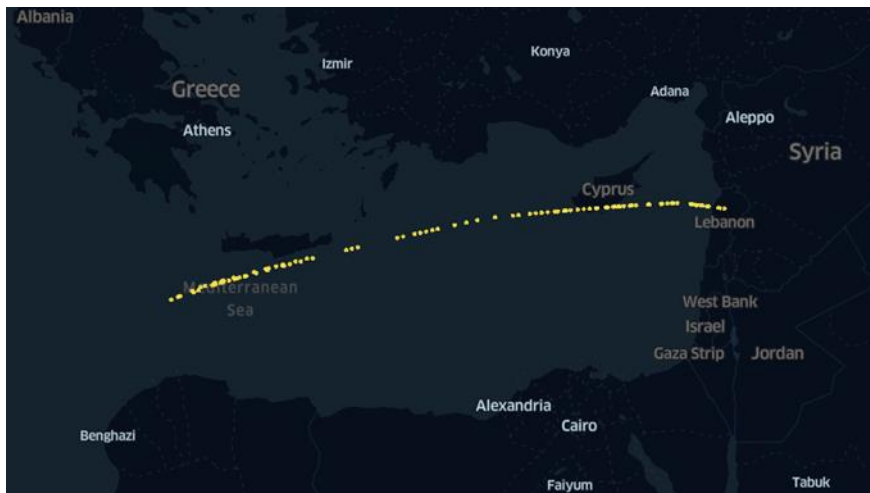 Albania
Konya
Izmir
Greece
Adana
Athens
Aleppo
Syria
Cyprus
Lebanon
Mediterranean
Sea
West Bank
Israel
Gaza Strip
Jordan
Alexandria
Cairo
Benghazi
Faiyum
Tabuk